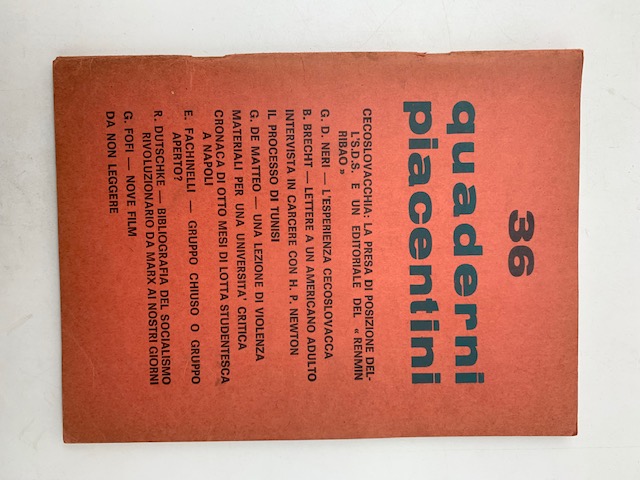 36
quaderni
piacentini
CECOSLOVACCHIA: LA PRESA DI POSIZIONE DEL-
L'S.D.S. E UN EDITORIALE DEL « RENMIN
RIBAO »
G. D. NERI — L'ESPERIENZA CECOSLOVACCA
B. BRECHT — LETTERE A UN AMERICANO ADULTO
INTERVISTA IN CARCERE CON H. P. NEWTON
IL PROCESSO DI TUNISI
G. DE MATTEO — UNA LEZIONE DI VIOLENZA
MATERIALI PER UNA UNIVERSITA' CRITICA
CRONACA DI OTTO MESI DI LOTTA STUDENTESCA
A NAPOLI
E. FACHINELLI — GRUPPO CHIUSO O GRUPPO
APERTO?
R. DUTSCHKE — BIBLIOGRAFIA DEL SOCIALISMO
RIVOLUZIONARIO DA MARX AI NOSTRI GIORNI
G. FOFI — NOVE FILM
DA NON LEGGERE